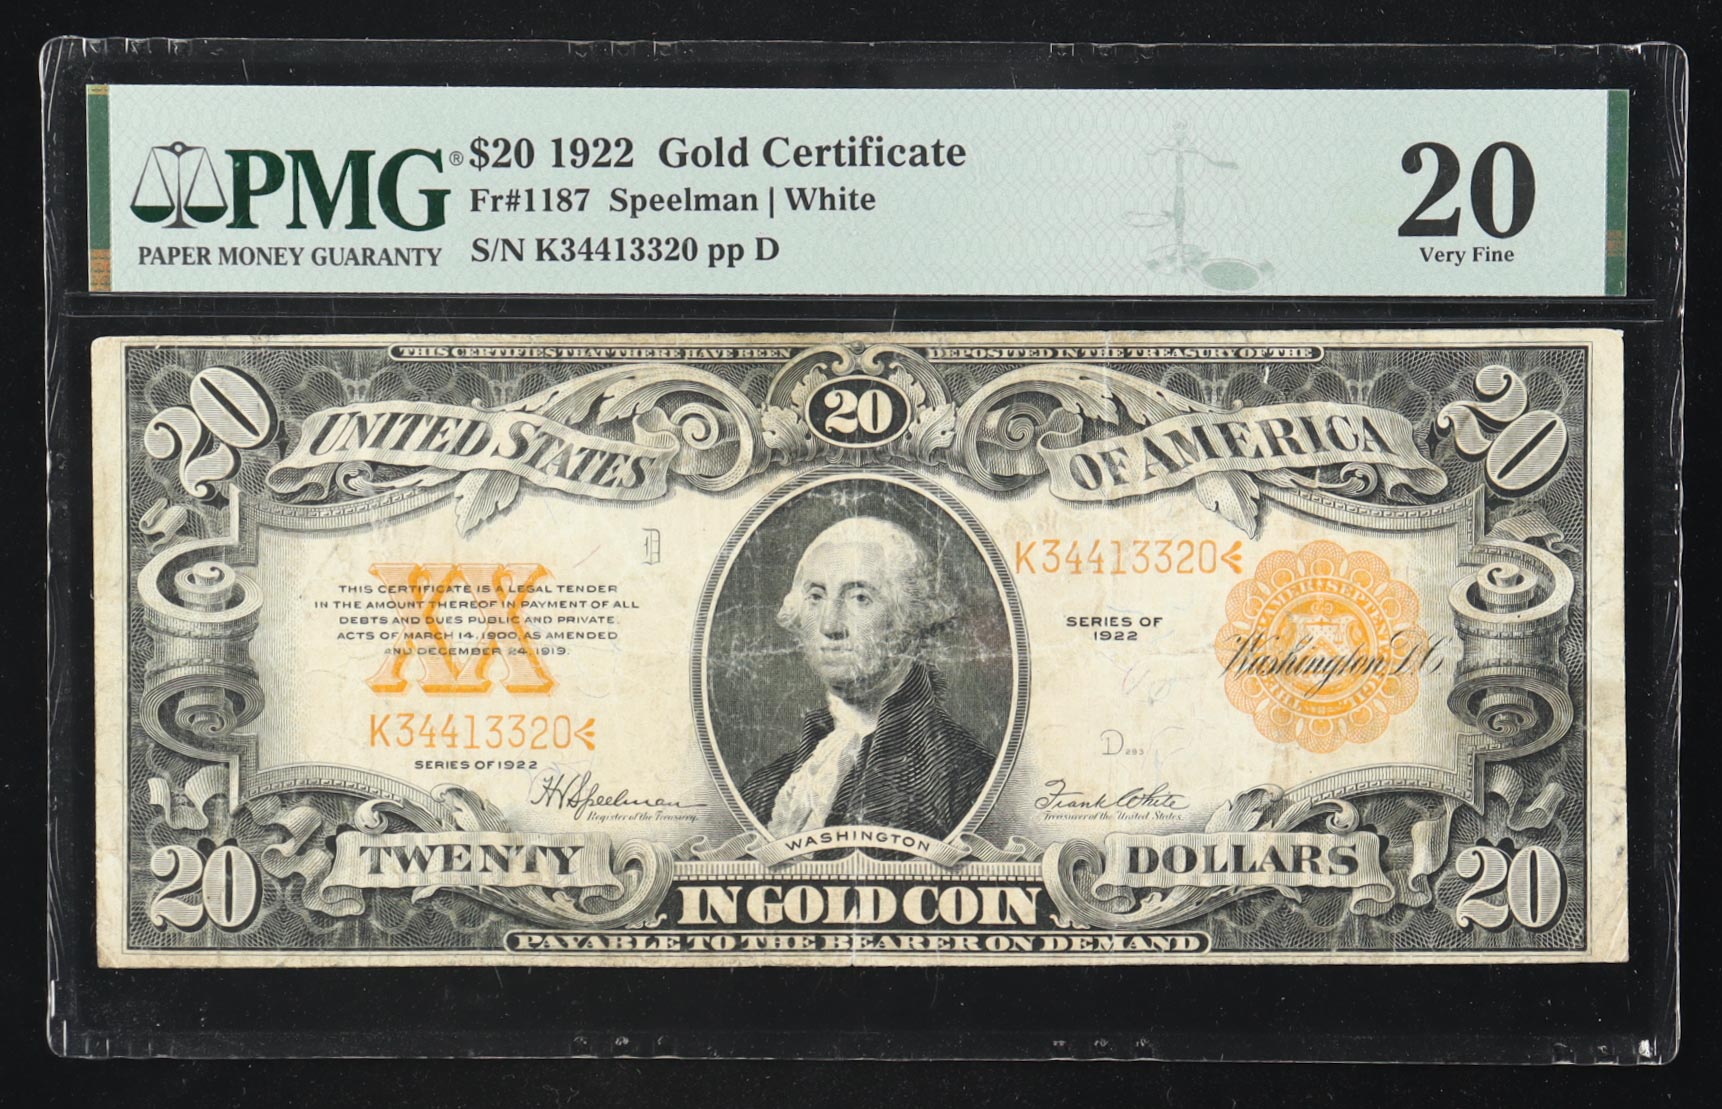 PMG®
PAPER MONEY GUARANTY
$20 1922 Gold Certificate
Fr#1187 Speelman | White
S/N K34413320 pp D
20
Very Fine
THIS CERTIFIES THAT THERE HAVE BEEN
DEPOSITED IN THE TREASURY OF THE
20
20
20
UNITED STATES
OF AMERICA
D
K34413320
XX
THIS CERTIFICATE IS A LEGAL TENDER
IN THE AMOUNT THEREOF IN PAYMENT OF ALL
DEBTS AND DUES PUBLIC AND PRIVATE.
ACTS OF MARCH 14, 1900, AS AMENDED
AND DECEMBER 24, 1919.
SERIES OF
1922
Washington D.C.
K34413320
SERIES OF 1922
D293
H V Speelman
Register of the Treasury.
Frank White
Treasurer of the United States.
WASHINGTON
TWENTY
DOLLARS
20
20
IN GOLD COIN
PAYABLE TO THE BEARER ON DEMAND